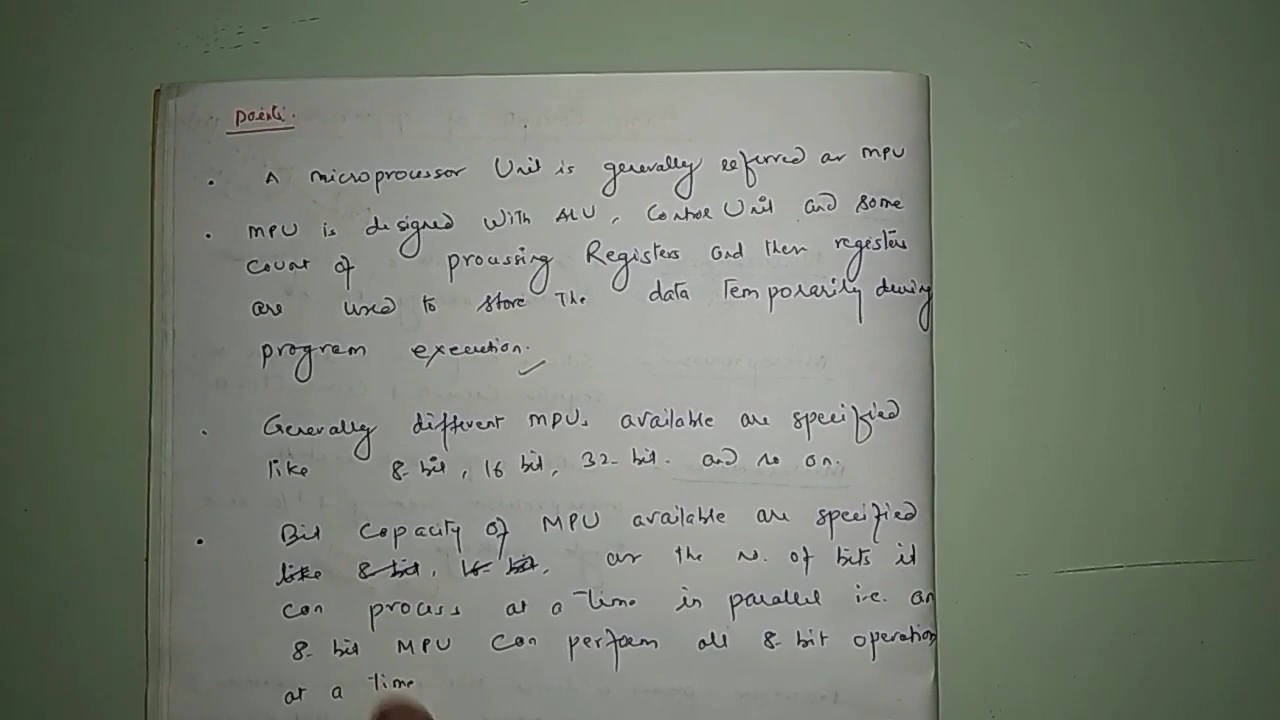 Points.
. A microprocessor Unit is generally referred as MPU
. MPU is designed with ALU, Control Unit and some
count of processing Registers and then registers
are used to store The data Temporarity during
program execution.
. Generally different MPUs available are specified
like 8-bit, 16 bit, 32-bit. and so on.
. Bit Capacity of MPU available are specified
like 8-bit, 16-bit, as the no. of bits it
can process at a Time in parallel i.e. an
8-bit MPU can perform all 8-bit operation
at a Time